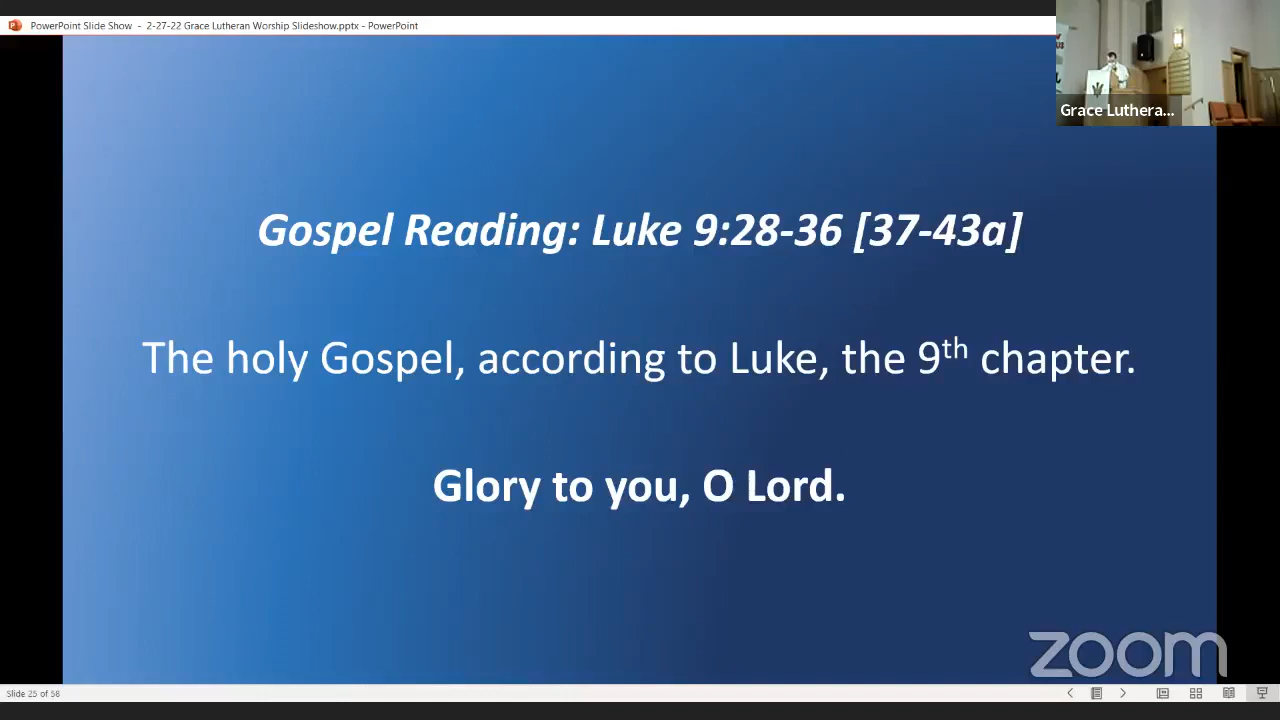 PowerPoint Slide Show - 2-27-22 Grace Lutheran Worship Slideshow.pptx - PowerPoint
Grace Luthera...
Gospel Reading: Luke 9:28-36 [37-43a]
The holy Gospel, according to Luke, the 9th chapter.
Glory to you, O Lord.
zoom
Slide 25 of 58